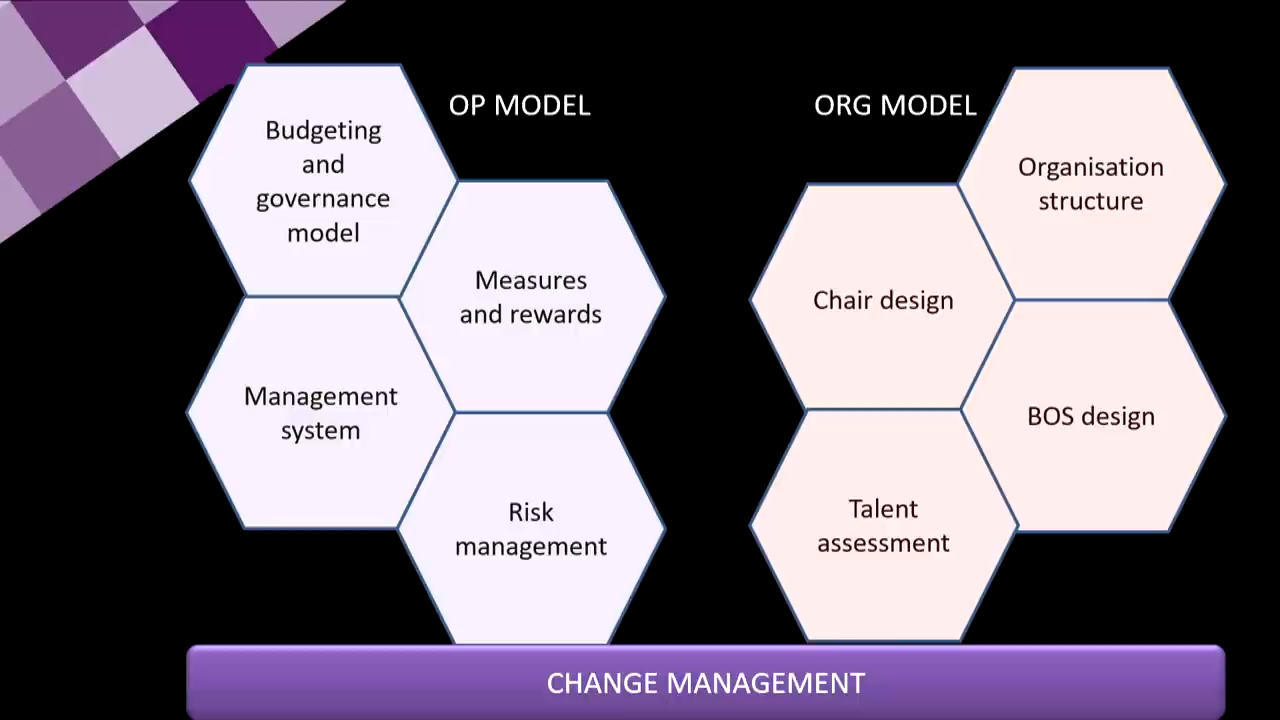 OP MODEL
Budgeting
and
governance
model
Measures
and rewards
Management
system
Risk
management
ORG MODEL
Organisation
structure
Chair design
BOS design
Talent
assessment
CHANGE MANAGEMENT